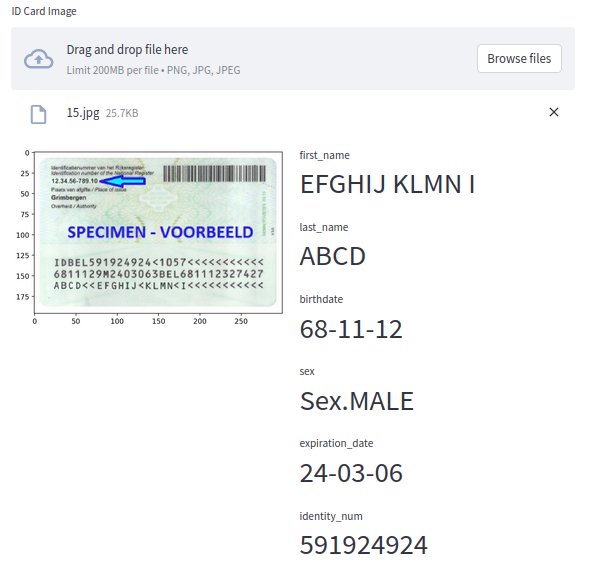 ID Card Image
Drag and drop file here
Limit 200MB per file • PNG, JPG, JPEG
Browse files
15.jpg 25.7KB
first_name
EFGHIJ KLMN I
last_name
ABCD
birthdate
68-11-12
sex
Sex.MALE
expiration_date
24-03-06
identity_num
591924924
0
25
50
75
100
125
150
175
0 50 100 150 200 250
Identificatienummer van het Rijksregister
Identification number of the National Register
12.34.56-789.10
Plaats van afgifte / Place of issue
Grimbergen
Overheid / Authority
SPECIMEN - VOORBEELD
IDBEL591924924<1057<<<<<<<<<<<
6811129M2403063BEL681112327427
ABCD<<EFGHIJ<KLMN<I<<<<<<<<<<<